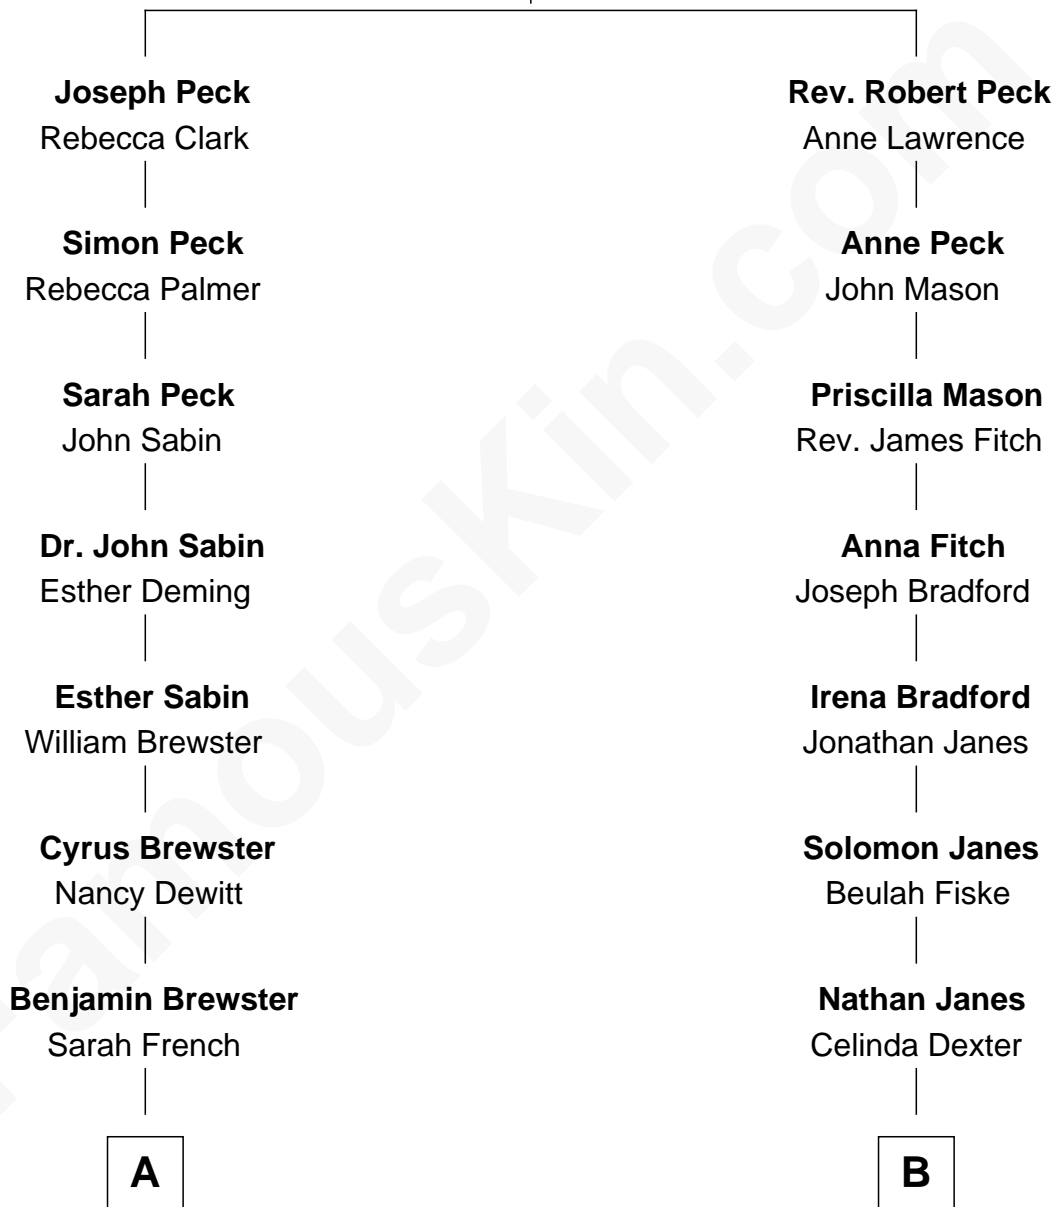 Joseph Peck
Rebecca Clark
Simon Peck
Rebecca Palmer
Sarah Peck
John Sabin
Dr. John Sabin
Esther Deming
Esther Sabin
William Brewster
Cyrus Brewster
Nancy Dewitt
Benjamin Brewster
Sarah French
A
Rev. Robert Peck
Anne Lawrence
Anne Peck
John Mason
Priscilla Mason
Rev. James Fitch
Anna Fitch
Joseph Bradford
Irena Bradford
Jonathan Janes
Solomon Janes
Beulah Fiske
Nathan Janes
Celinda Dexter
B
FamousKin.com